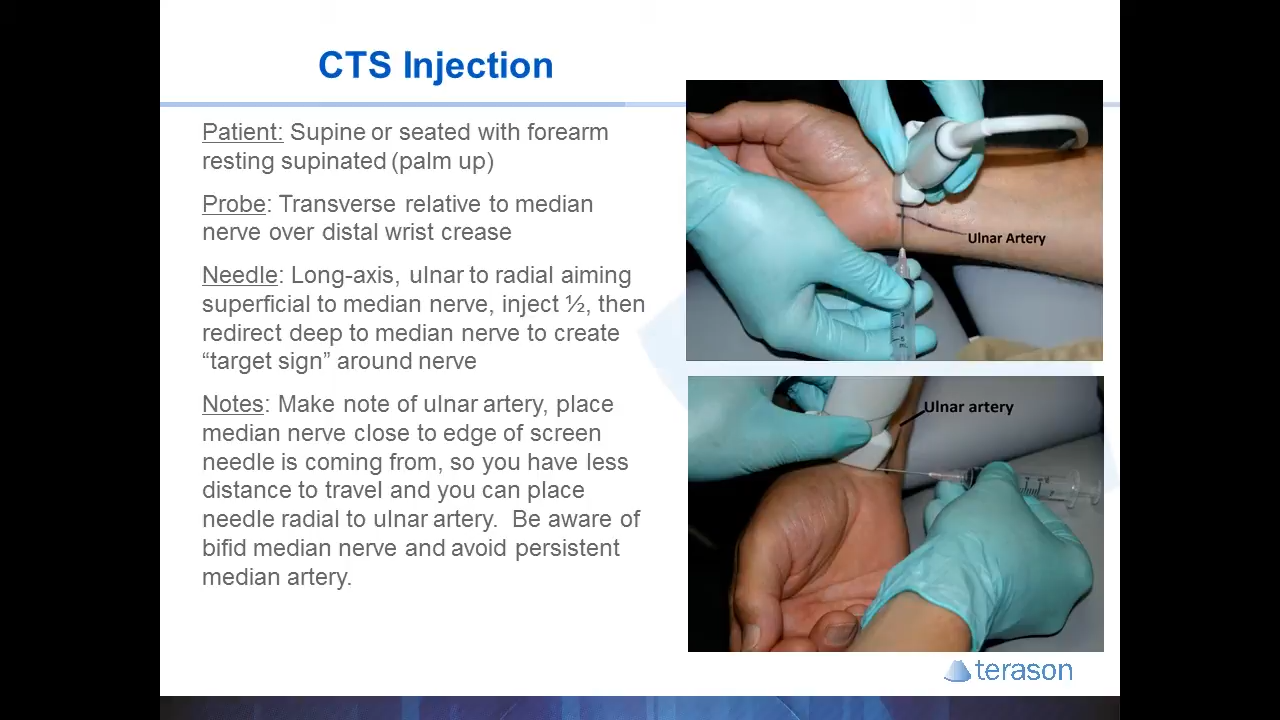 CTS Injection
Patient: Supine or seated with forearm
resting supinated (palm up)
Probe: Transverse relative to median
nerve over distal wrist crease
Needle: Long-axis, ulnar to radial aiming
superficial to median nerve, inject ½, then
redirect deep to median nerve to create
“target sign” around nerve
Notes: Make note of ulnar artery, place
median nerve close to edge of screen
needle is coming from, so you have less
distance to travel and you can place
needle radial to ulnar artery.  Be aware of
bifid median nerve and avoid persistent
median artery.
Ulnar Artery
Ulnar artery
terason